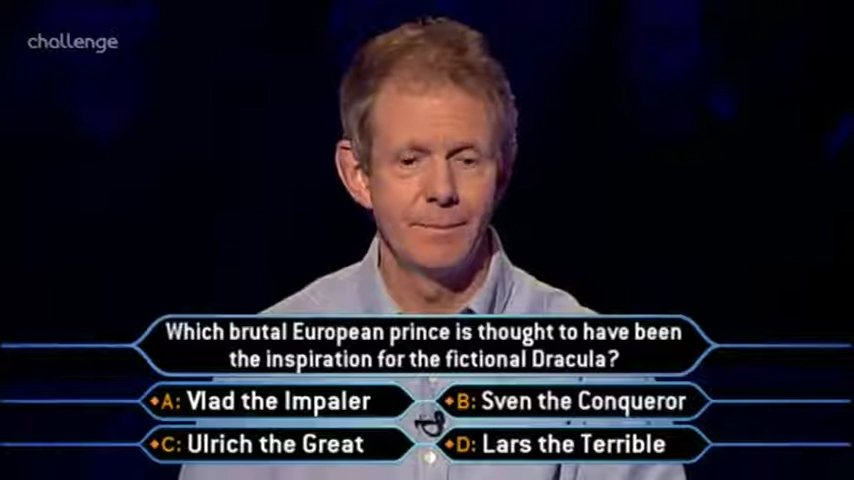 challenge
Which brutal European prince is thought to have been
the inspiration for the fictional Dracula?
A: Vlad the Impaler
B: Sven the Conqueror
C: Ulrich the Great
D: Lars the Terrible